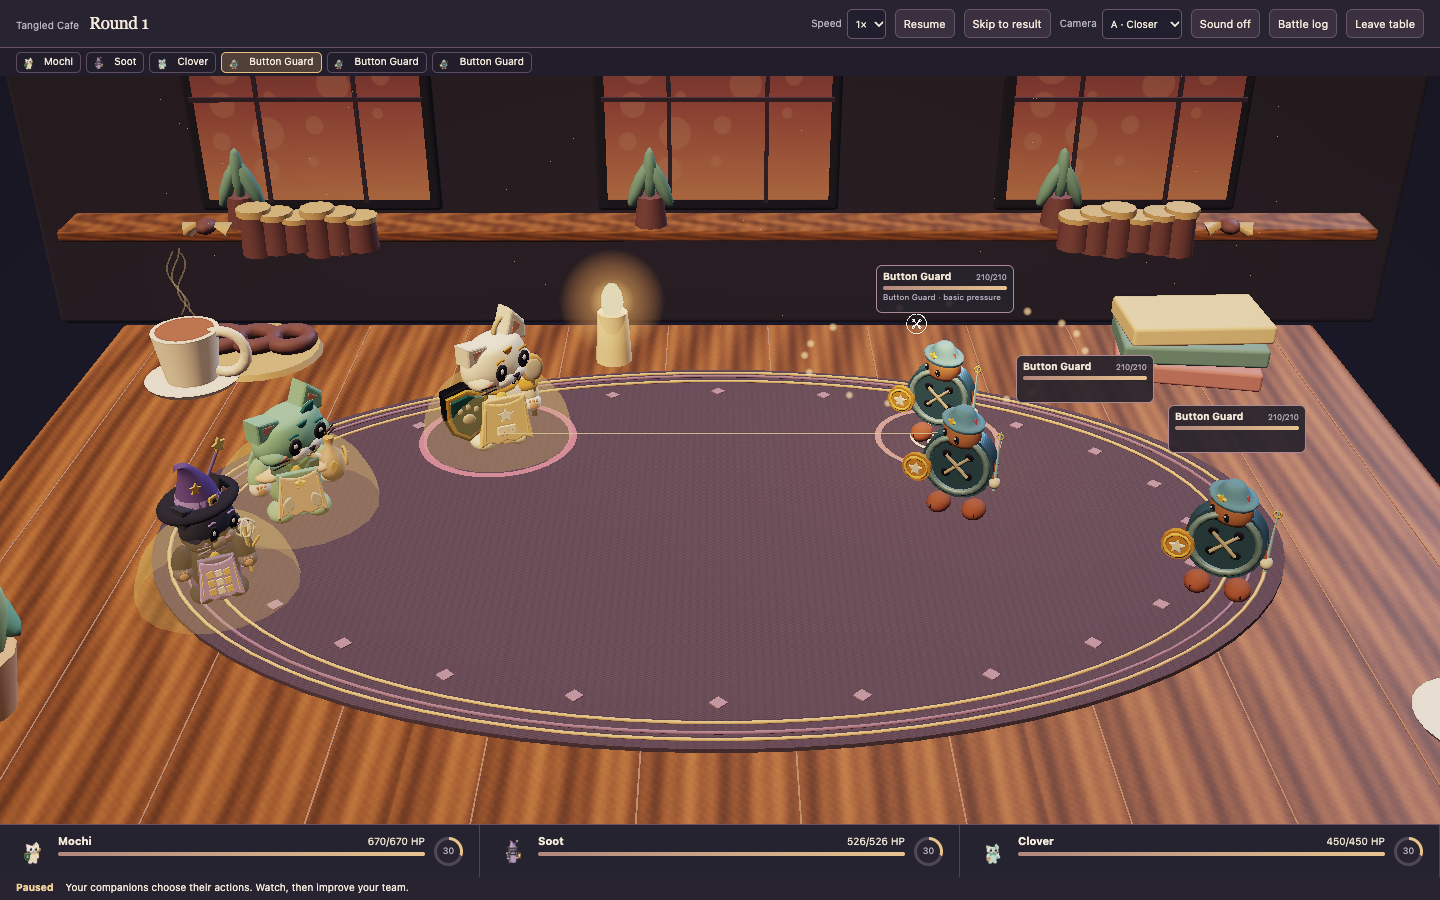 Tangled Cafe Round 1
Speed 1× Resume Skip to result Camera A · Closer Sound off Battle log Leave table
Mochi Soot Clover Button Guard Button Guard Button Guard
Button Guard 210/210
Button Guard · basic pressure
Button Guard 210/210
Button Guard 210/210
Mochi 670/670 HP 30
Soot 526/526 HP 30
Clover 450/450 HP 30
Paused Your companions choose their actions. Watch, then improve your team.